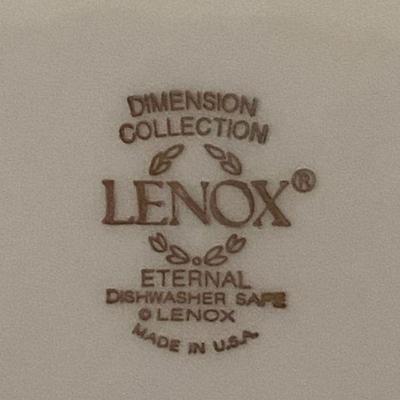 DIMENSION
COLLECTION
LENOX®
ETERNAL
DISHWASHER SAFE
© LENOX
MADE IN U.S.A.